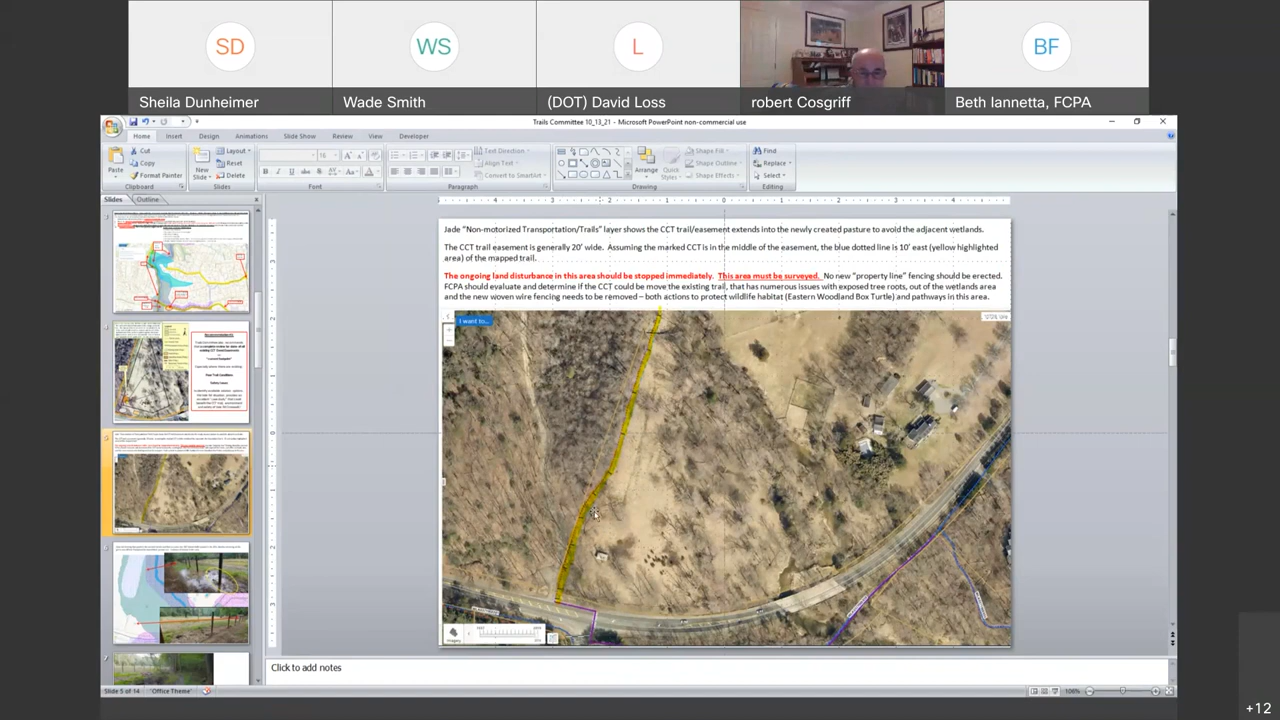 SD
WS
L
BF
Sheila Dunheimer
Wade Smith
(DOT) David Loss
robert Cosgriff
Beth Iannetta, FCPA
Trails Committee 10_13_21 - Microsoft PowerPoint non-commercial use
Home
Insert
Design
Animations
Slide Show
Review
View
Developer
Paste
Cut
Copy
Format Painter
Clipboard
New
Slide
Layout
Reset
Delete
Slides
Font
Text Direction
Align Text
Convert to SmartArt
Paragraph
Arrange
Quick
Styles
Shape Fill
Shape Outline
Shape Effects
Drawing
Find
Replace
Select
Editing
Slides
Outline
ade "Non-motorized Transportation/Trails" layer shows the CCT trail/easement extends into the newly created pasture to avoid the adjacent wetlands.
The CCT trail easement is generally 20' wide. Assuming the marked CCT is in the middle of the easement, the blue dotted line is 10' east (yellow highlighted
area) of the mapped trail.
The ongoing land disturbance in this area should be stopped immediately. This area must be surveyed. No new "property line" fencing should be erected.
FCPA should evaluate and determine if the CCT could be move the existing trail, that has numerous issues with exposed tree roots, out of the wetlands area
and the new woven wire fencing needs to be removed – both actions to protect wildlife habitat (Eastern Woodland Box Turtle) and pathways in this area.
I want to...
Click to add notes
Slide 5 of 14
"Office Theme"
108%
+12